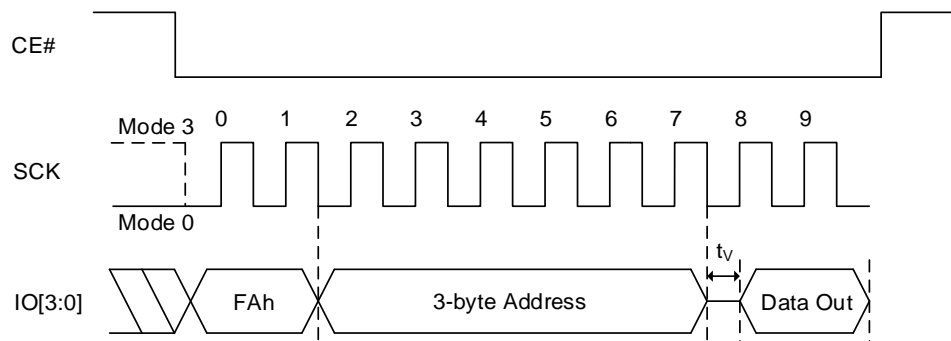 CE#
Mode 3
0 1 2 3 4 5 6 7 8 9
SCK
Mode 0
tV
IO[3:0]
FAh
3-byte Address
Data Out